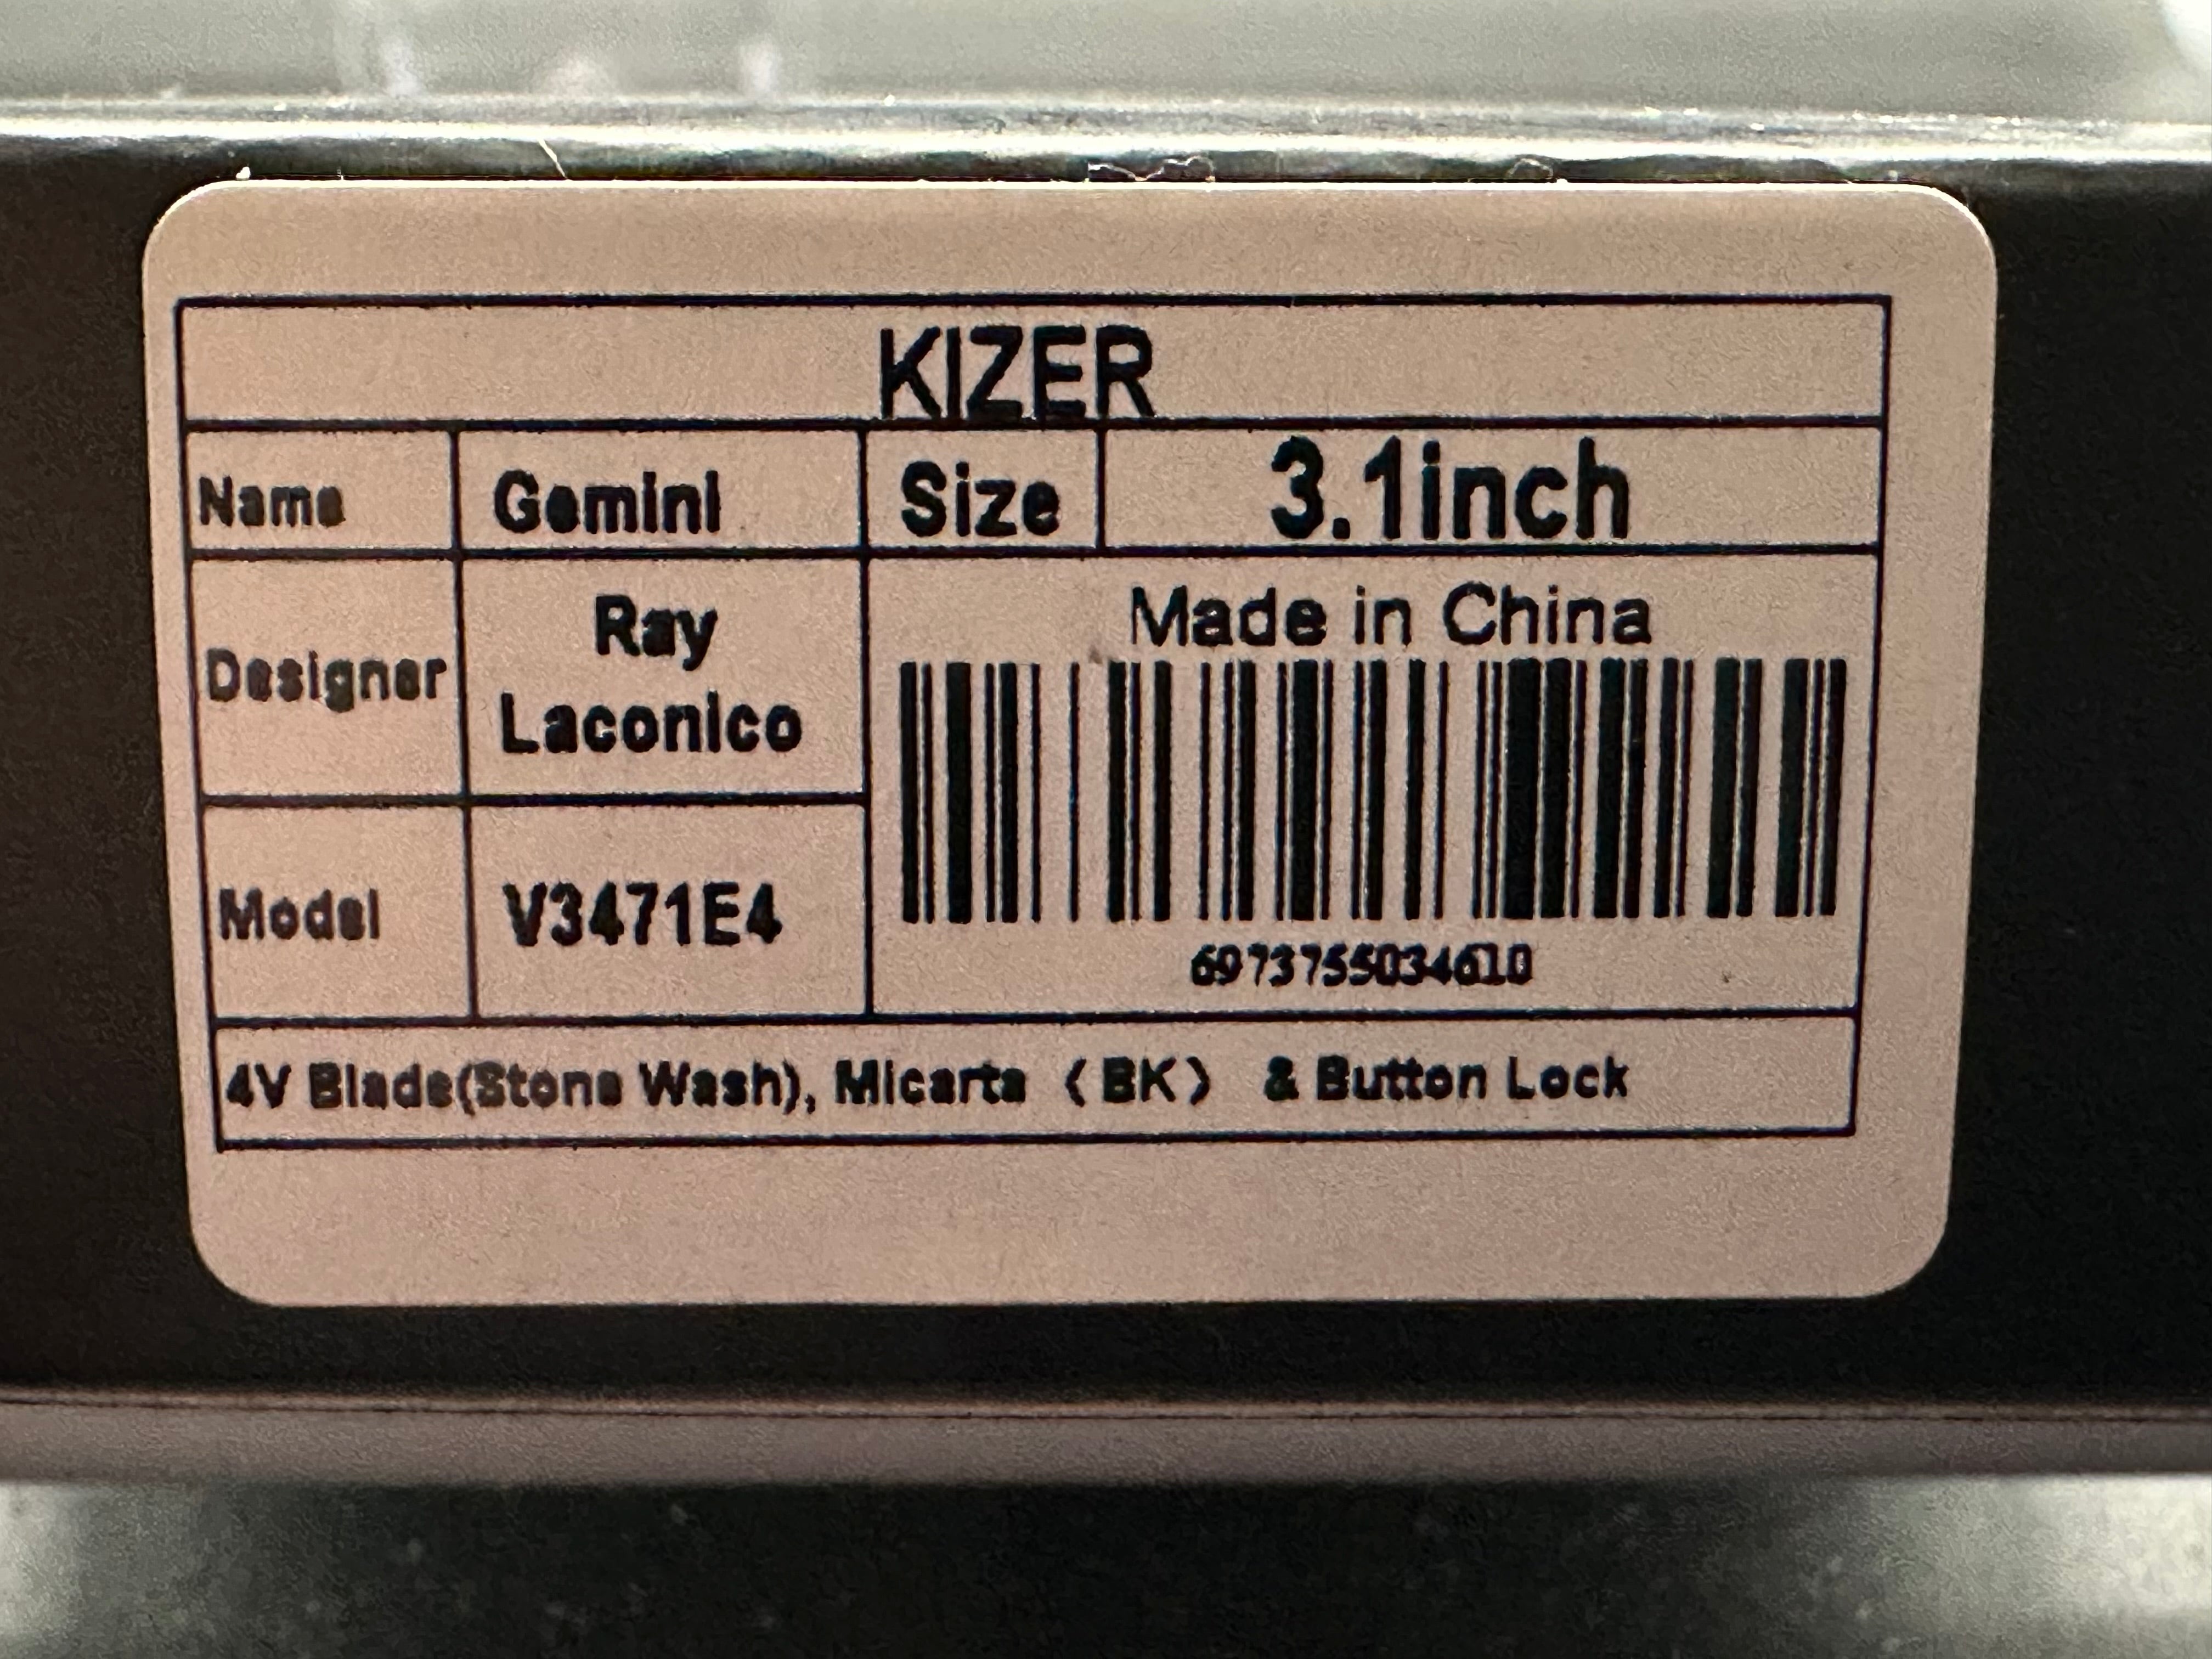 KIZER
Name Gemini Size 3.1inch
Designer Ray Laconico
Made in China
Model V3471E4
6973755034610
4V Blade(Stone Wash), Micarta （BK） & Button Lock